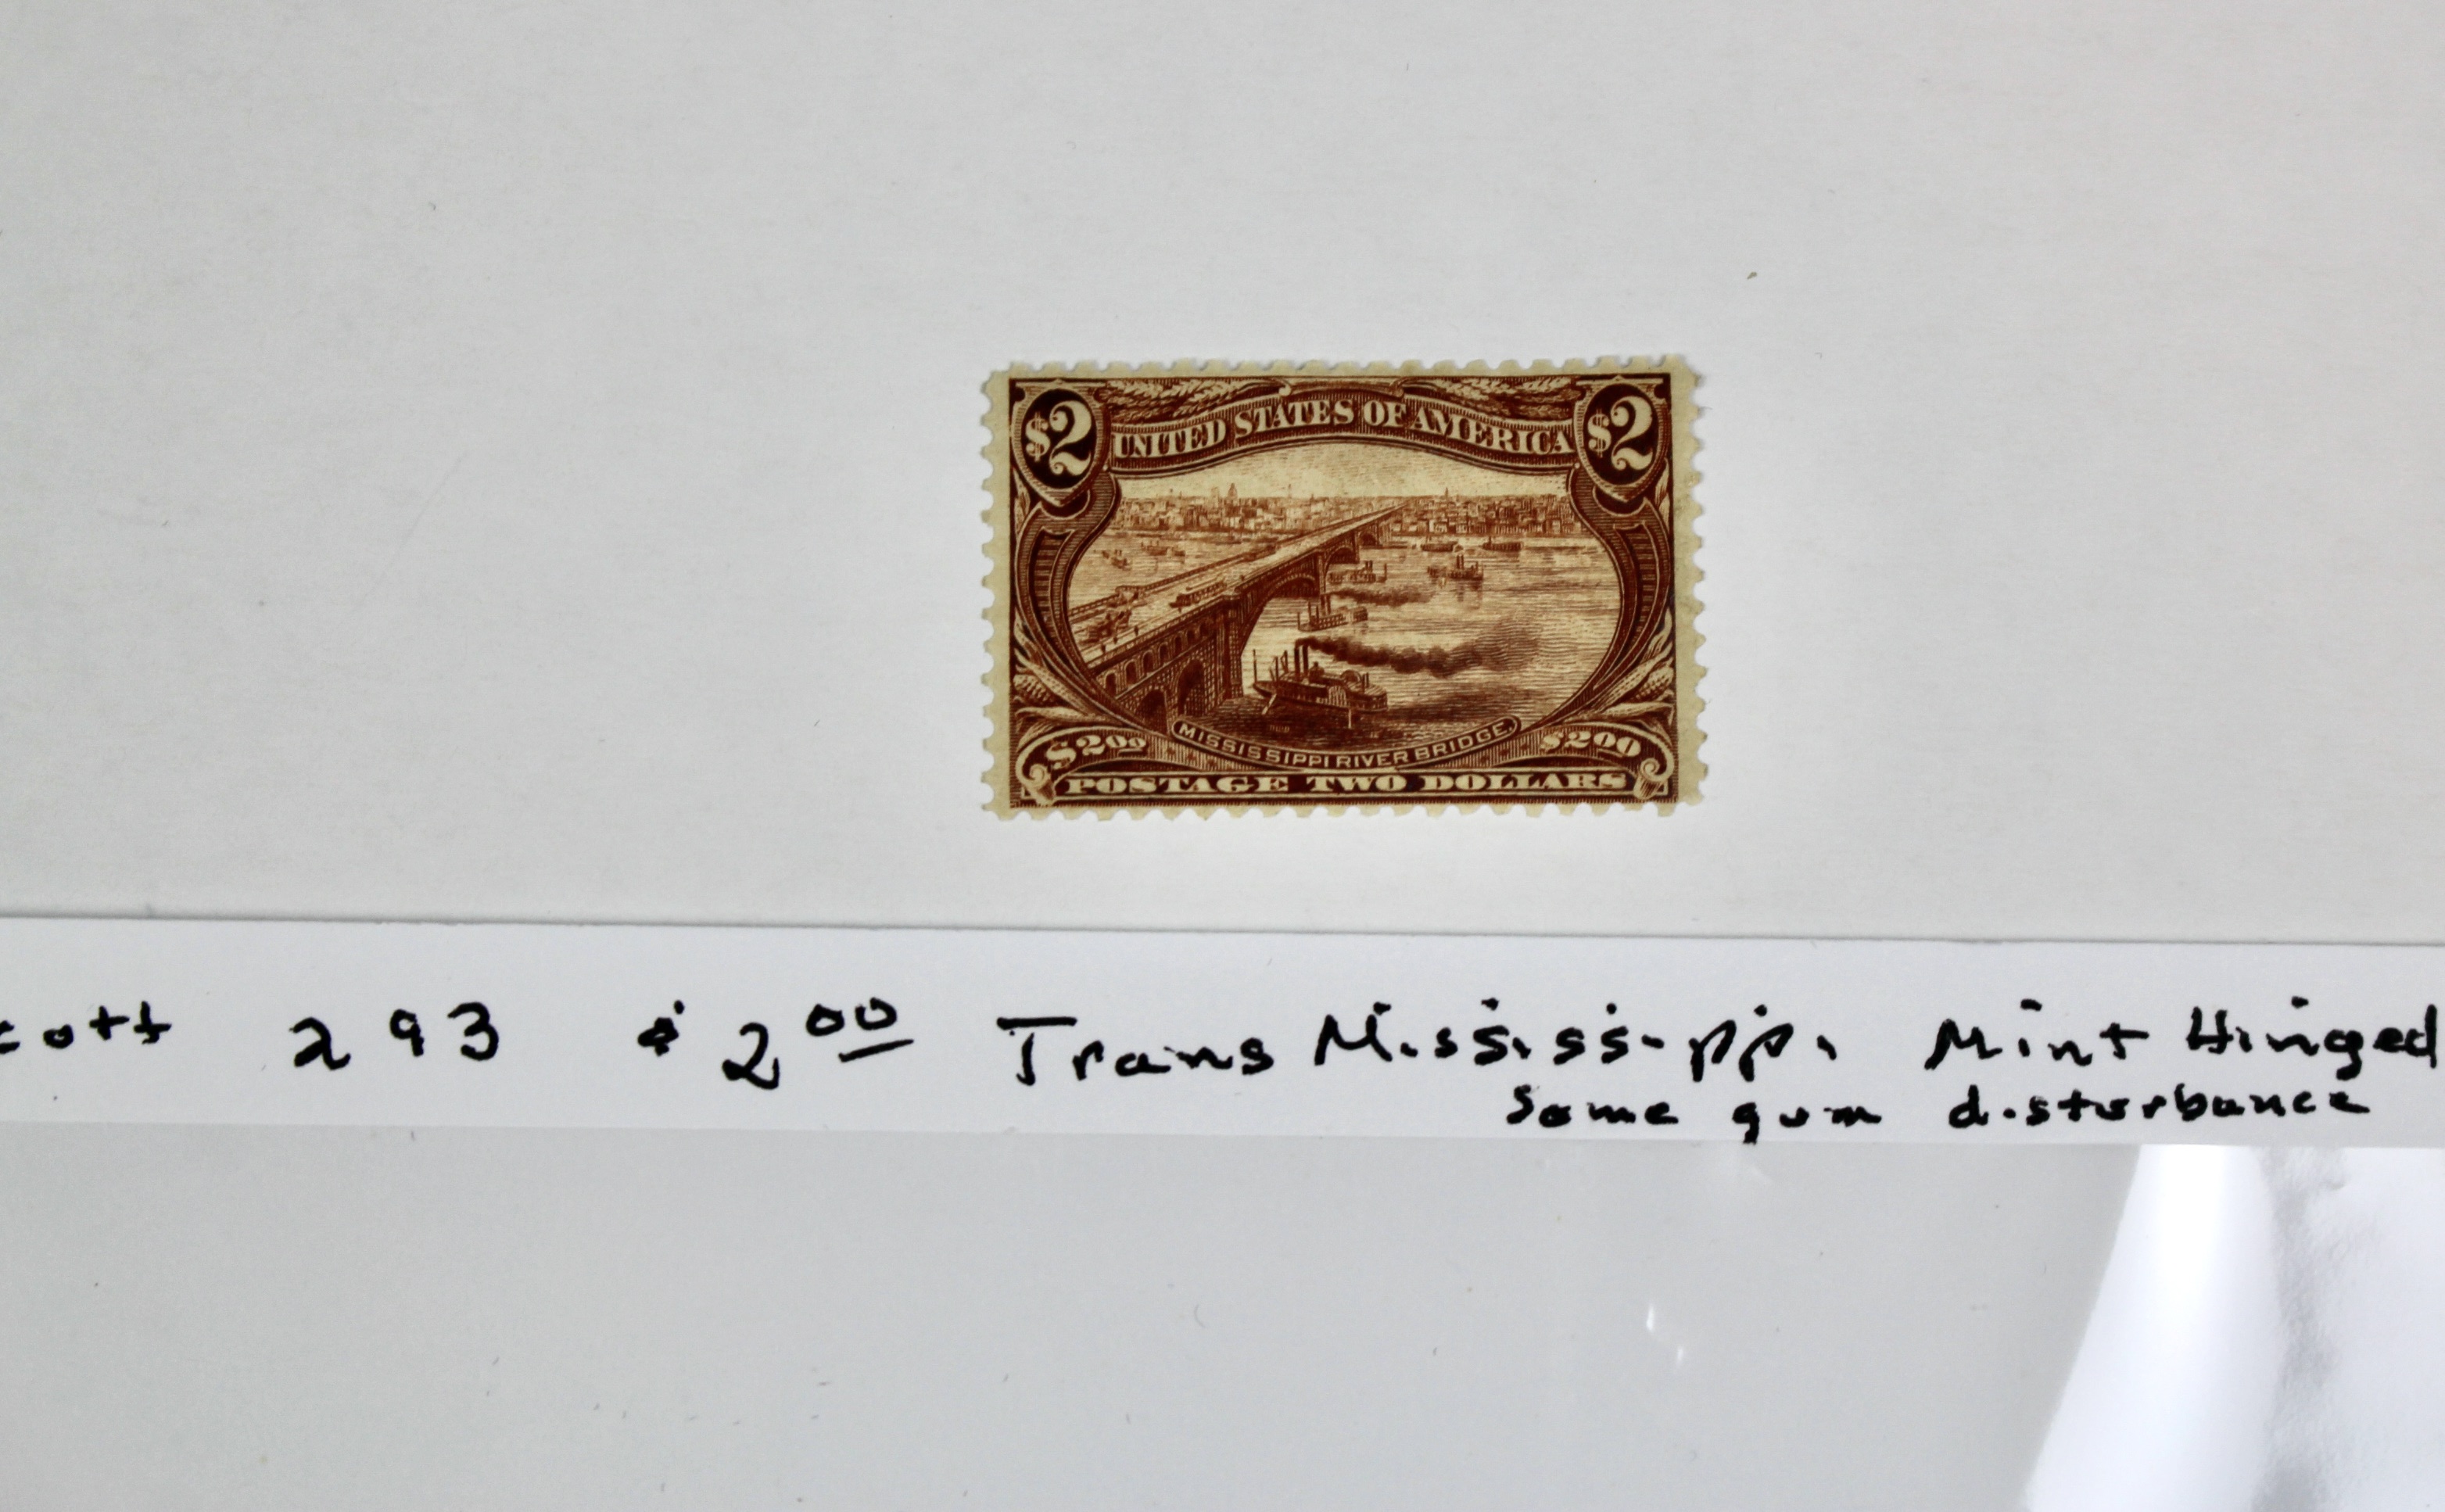 $2 UNITED STATES OF AMERICA $2
MISSISSIPPI RIVER BRIDGE.
$200 $200
POSTAGE TWO DOLLARS
cott 293 $2 00 Trans Mississippi Mint Hinged
some gum disturbance